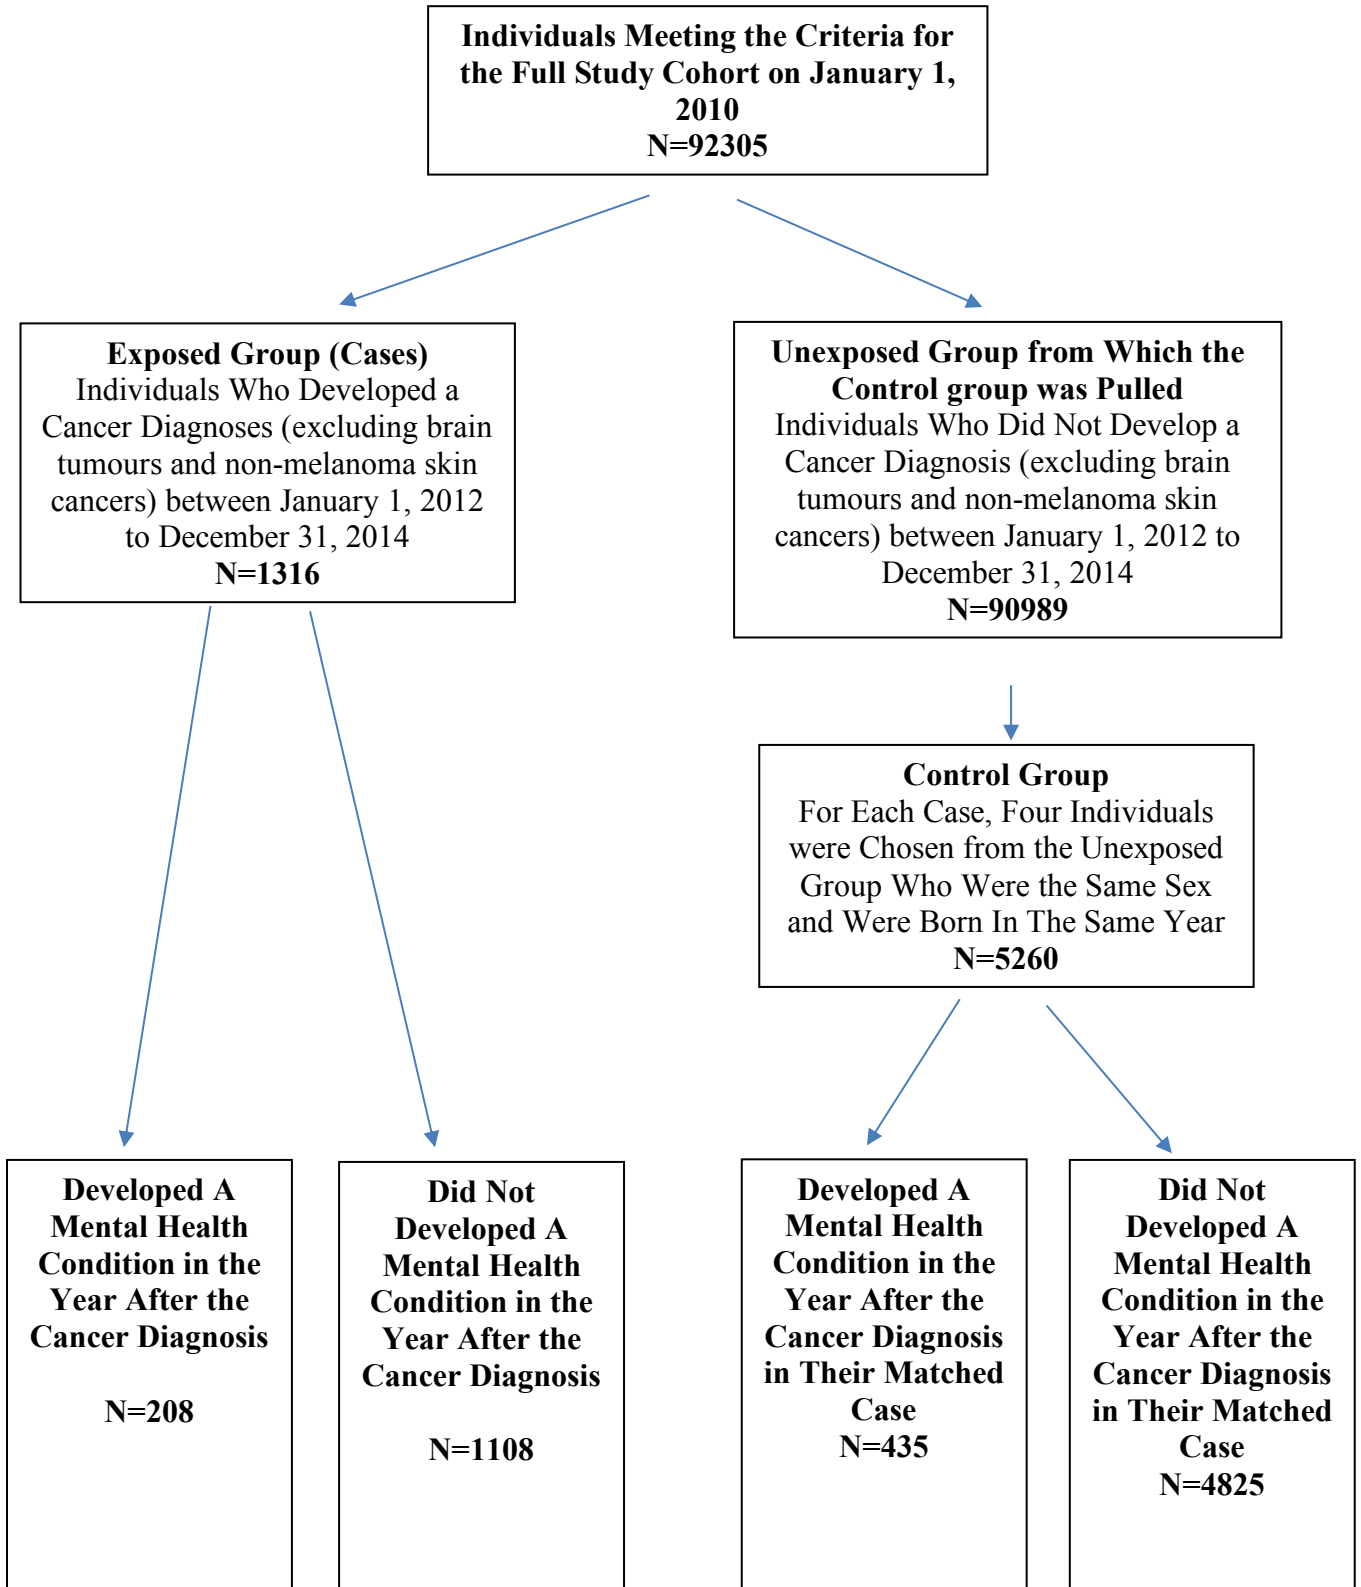 Individuals Meeting the Criteria for
the Full Study Cohort on January 1,
2010
N=92305
Exposed Group (Cases)
Individuals Who Developed a
Cancer Diagnoses (excluding brain
tumours and non-melanoma skin
cancers) between January 1, 2012
to December 31, 2014
N=1316
Unexposed Group from Which the
Control group was Pulled
Individuals Who Did Not Develop a
Cancer Diagnosis (excluding brain
tumours and non-melanoma skin
cancers) between January 1, 2012 to
December 31, 2014
N=90989
Control Group
For Each Case, Four Individuals
were Chosen from the Unexposed
Group Who Were the Same Sex
and Were Born In The Same Year
N=5260
Developed A
Mental Health
Condition in the
Year After the
Cancer Diagnosis
N=208
Did Not
Developed A
Mental Health
Condition in the
Year After the
Cancer Diagnosis
N=1108
Developed A
Mental Health
Condition in the
Year After the
Cancer Diagnosis
in Their Matched
Case
N=435
Did Not
Developed A
Mental Health
Condition in the
Year After the
Cancer Diagnosis
in Their Matched
Case
N=4825